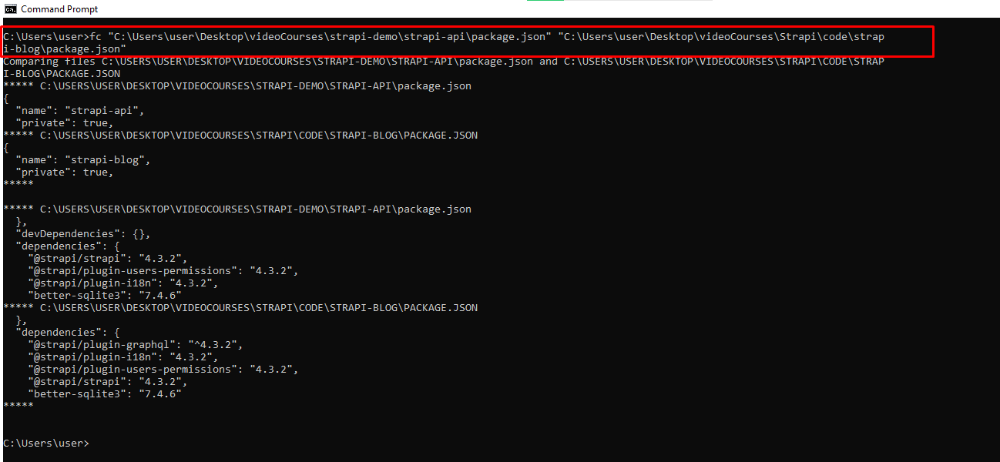 Command Prompt
C:\Users\user>fc "C:\Users\user\Desktop\videoCourses\strapi-demo\strapi-api\package.json" "C:\Users\user\Desktop\videoCourses\Strapi\code\strap
i-blog\package.json"
Comparing files C:\USERS\USER\DESKTOP\VIDEOCOURSES\STRAPI-DEMO\STRAPI-API\package.json and C:\USERS\USER\DESKTOP\VIDEOCOURSES\STRAPI\CODE\STRAP
I-BLOG\PACKAGE.JSON
***** C:\USERS\USER\DESKTOP\VIDEOCOURSES\STRAPI-DEMO\STRAPI-API\package.json
{
  "name": "strapi-api",
  "private": true,
***** C:\USERS\USER\DESKTOP\VIDEOCOURSES\STRAPI\CODE\STRAPI-BLOG\PACKAGE.JSON
{
  "name": "strapi-blog",
  "private": true,
*****

***** C:\USERS\USER\DESKTOP\VIDEOCOURSES\STRAPI-DEMO\STRAPI-API\package.json
  },
  "devDependencies": {},
  "dependencies": {
    "@strapi/strapi": "4.3.2",
    "@strapi/plugin-users-permissions": "4.3.2",
    "@strapi/plugin-i18n": "4.3.2",
    "better-sqlite3": "7.4.6"
***** C:\USERS\USER\DESKTOP\VIDEOCOURSES\STRAPI\CODE\STRAPI-BLOG\PACKAGE.JSON
  },
  "dependencies": {
    "@strapi/plugin-graphql": "^4.3.2",
    "@strapi/plugin-i18n": "4.3.2",
    "@strapi/plugin-users-permissions": "4.3.2",
    "@strapi/strapi": "4.3.2",
    "better-sqlite3": "7.4.6"
*****

C:\Users\user>